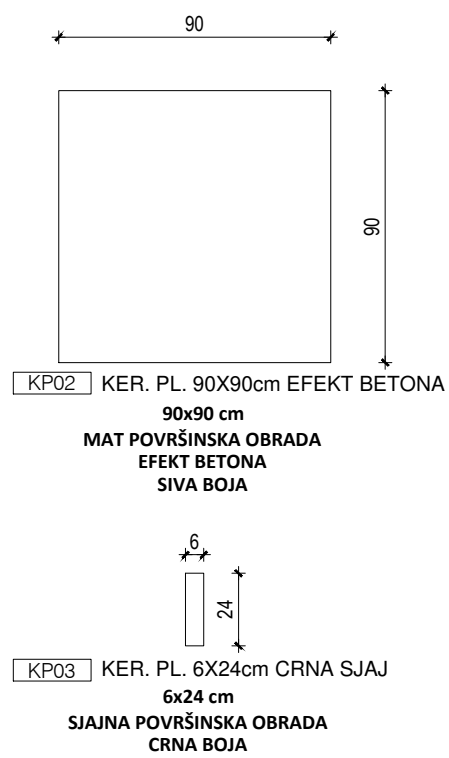 90
90
KP02 KER. PL. 90X90cm EFEKT BETONA
90x90 cm
MAT POVRŠINSKA OBRADA
EFEKT BETONA
SIVA BOJA
6
24
KP03 KER. PL. 6X24cm CRNA SJAJ
6x24 cm
SJAJNA POVRŠINSKA OBRADA
CRNA BOJA